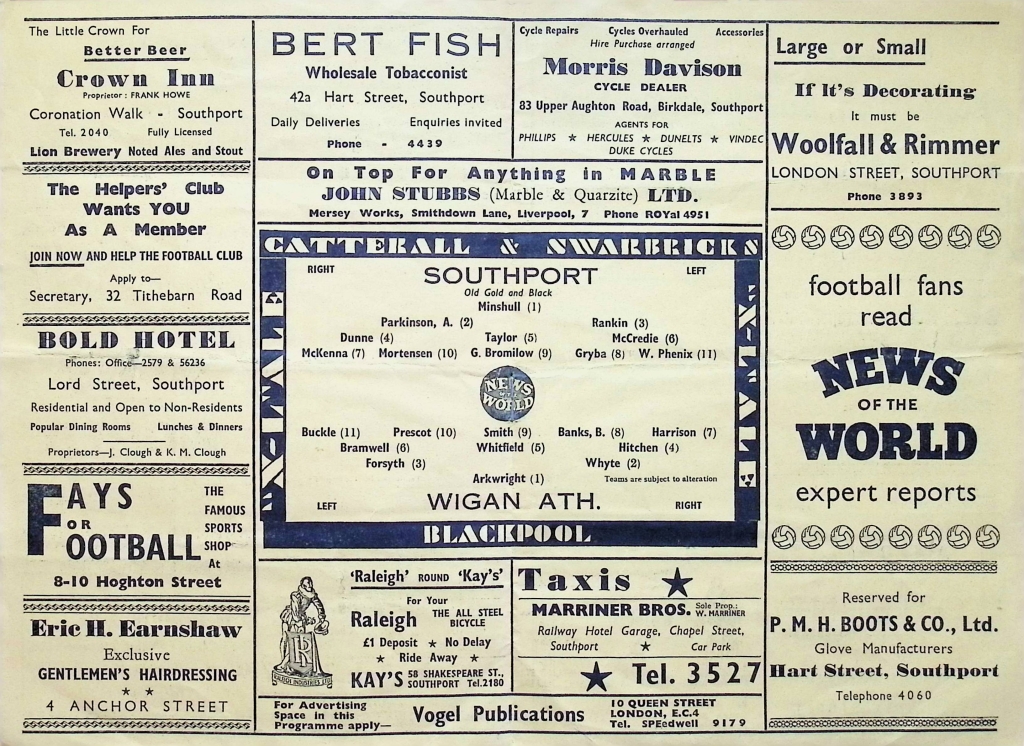 The Little Crown For
Better Beer
Crown Inn
Proprietor: FRANK HOWE
Coronation Walk - Southport
Tel. 2040 Fully Licensed
Lion Brewery Noted Ales and Stout
The Helpers' Club
Wants YOU
As A Member
JOIN NOW AND HELP THE FOOTBALL CLUB
Apply to—
Secretary, 32 Tithebarn Road
BOLD HOTEL
Phones: Office—2579 & 56236
Lord Street, Southport
Residential and Open to Non-Residents
Popular Dining Rooms Lunches & Dinners
Proprietors—J. Clough & K. M. Clough
FAYS
OR
FOOTBALL
THE
FAMOUS
SPORTS
SHOP
At
8-10 Hoghton Street
Eric H. Earnshaw
Exclusive
GENTLEMEN'S HAIRDRESSING
★ ★
4 ANCHOR STREET
BERT FISH
Wholesale Tobacconist
42a Hart Street, Southport
Daily Deliveries Enquiries invited
Phone - 4439
Cycle Repairs Cycles Overhauled Accessories
Hire Purchase arranged
Morris Davison
CYCLE DEALER
83 Upper Aughton Road, Birkdale, Southport
AGENTS FOR
PHILLIPS ★ HERCULES ★ DUNELTS ★ VINDEC
DUKE CYCLES
On Top For Anything in MARBLE
JOHN STUBBS (Marble & Quarzite) LTD.
Mersey Works, Smithdown Lane, Liverpool, 7 Phone ROYal 4951
CATTERALL & SWARBRICKS
RIGHT SOUTHPORT LEFT
Old Gold and Black
Minshull (1)
Parkinson, A. (2) Rankin (3)
Dunne (4) Taylor (5) McCredie (6)
McKenna (7) Mortensen (10) G. Bromilow (9) Gryba (8) W. Phenix (11)
NEWS
OF THE
WORLD
Buckle (11) Prescot (10) Smith (9) Banks, B. (8) Harrison (7)
Bramwell (6) Whitfield (5) Hitchen (4)
Forsyth (3) Whyte (2)
Arkwright (1) Teams are subject to alteration
LEFT WIGAN ATH. RIGHT
BLACKPOOL
'Raleigh' ROUND 'Kay's'
For Your
Raleigh THE ALL STEEL
BICYCLE
£1 Deposit ★ No Delay
★ Ride Away ★
KAY'S 58 SHAKESPEARE ST.,
SOUTHPORT Tel.2180
RALEIGH INDUSTRIES LTD
Taxis ★
MARRINER BROS. Sole Prop.:
W. MARRINER
Railway Hotel Garage, Chapel Street,
Southport ★ Car Park
★ Tel. 3527
For Advertising
Space in this
Programme apply—
Vogel Publications
10 QUEEN STREET
LONDON, E.C.4
Tel. SPEedwell 9179
Large or Small
If It's Decorating
It must be
Woolfall & Rimmer
LONDON STREET, SOUTHPORT
Phone 3893
football fans
read
NEWS
OF THE
WORLD
expert reports
Reserved for
P. M. H. BOOTS & CO., Ltd.
Glove Manufacturers
Hart Street, Southport
Telephone 4060